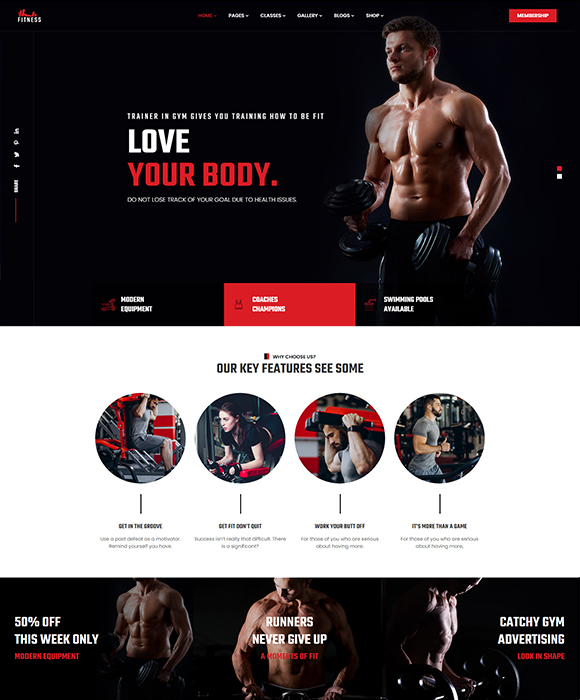 FITNESS
HOME PAGES CLASSES GALLERY BLOGS SHOP
MEMBERSHIP
SHARE
TRAINER IN GYM GIVES YOU TRAINING HOW TO BE FIT
LOVE
YOUR BODY.
DO NOT LOSE TRACK OF YOUR GOAL DUE TO HEALTH ISSUES.
MODERN
EQUIPMENT
COACHES
CHAMPIONS
SWIMMING POOLS
AVAILABLE
WHY CHOOSE US?
OUR KEY FEATURES SEE SOME
GET IN THE GROOVE
Use a past defeat as a motivator.
Remind yourself you have.
GET FIT DON'T QUIT
Success isn't really that difficult. There
is a significant?
WORK YOUR BUTT OFF
For those of you who are serious
about having more.
IT'S MORE THAN A GAME
For those of you who are serious
about having more.
50% OFF
THIS WEEK ONLY
MODERN EQUIPMENT
RUNNERS
NEVER GIVE UP
A MOMENTS OF FIT
CATCHY GYM
ADVERTISING
LOOK IN SHAPE